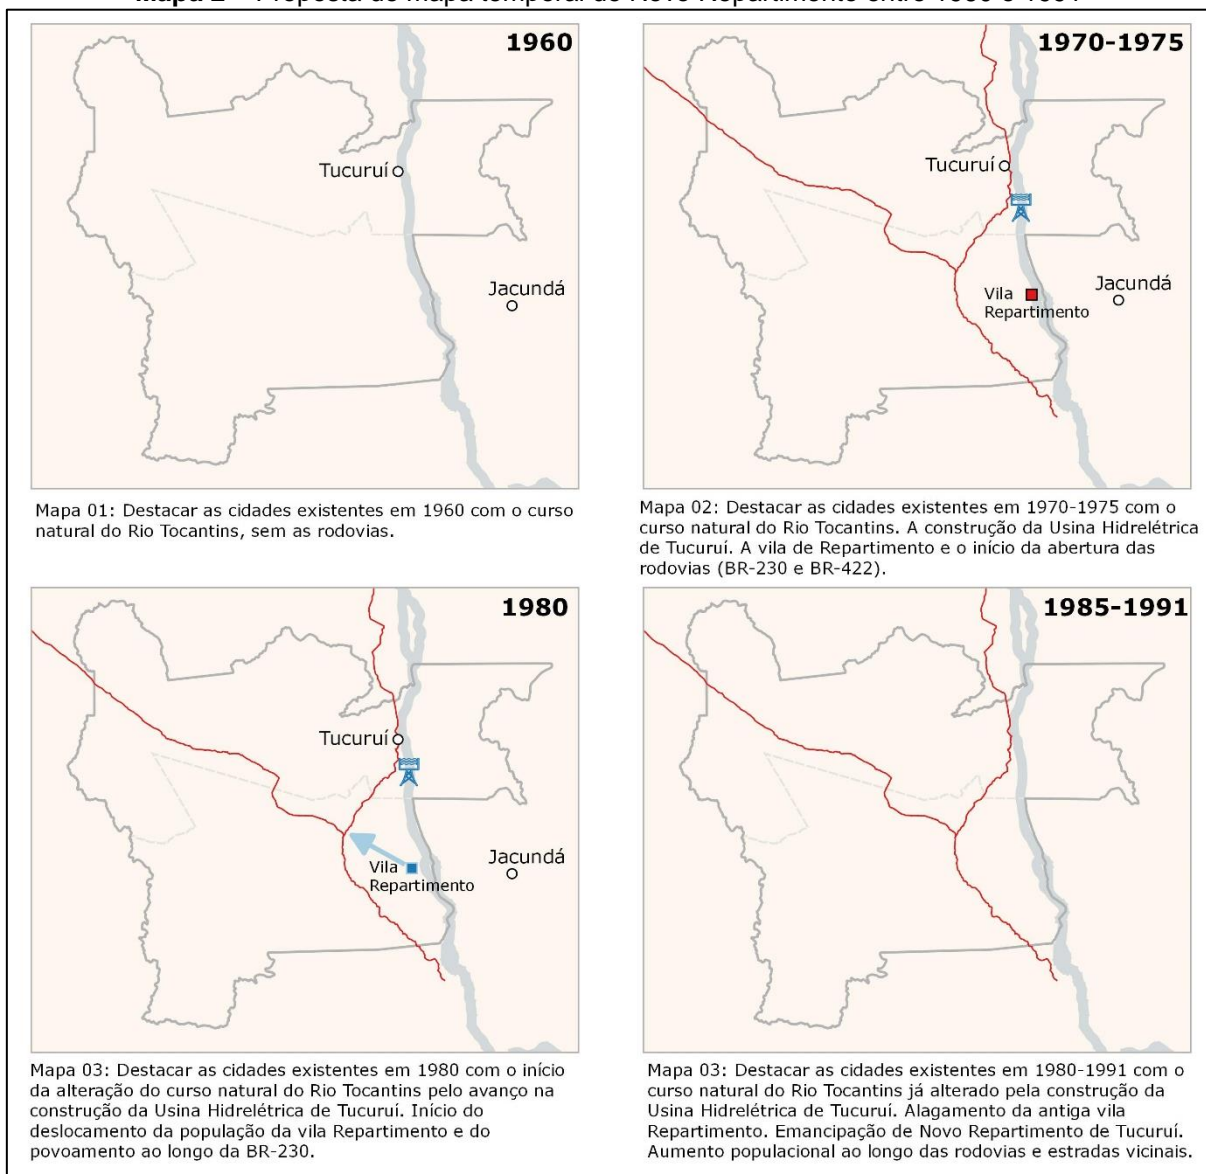 1960
Tucuruí
Jacundá
Mapa 01: Destacar as cidades existentes em 1960 com o curso
natural do Rio Tocantins, sem as rodovias.
1970-1975
Tucuruí
Jacundá
Vila
Repartimento
Mapa 02: Destacar as cidades existentes em 1970-1975 com o
curso natural do Rio Tocantins. A construção da Usina Hidrelétrica
de Tucuruí. A vila de Repartimento e o início da abertura das
rodovias (BR-230 e BR-422).
1980
Tucuruí
Jacundá
Vila
Repartimento
Mapa 03: Destacar as cidades existentes em 1980 com o início
da alteração do curso natural do Rio Tocantins pelo avanço na
construção da Usina Hidrelétrica de Tucuruí. Início do
deslocamento da população da vila Repartimento e do
povoamento ao longo da BR-230.
1985-1991
Mapa 03: Destacar as cidades existentes em 1980-1991 com o
curso natural do Rio Tocantins já alterado pela construção da
Usina Hidrelétrica de Tucuruí. Alagamento da antiga vila
Repartimento. Emancipação de Novo Repartimento de Tucuruí.
Aumento populacional ao longo das rodovias e estradas vicinais.